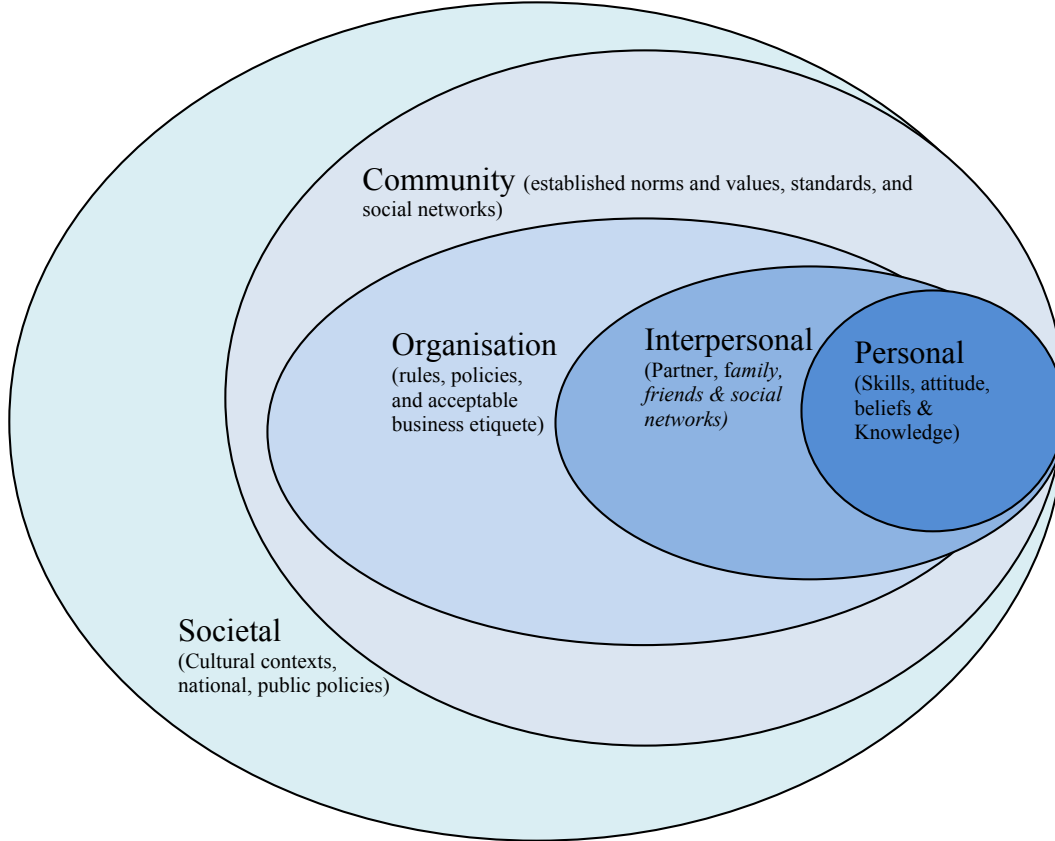 Community (established norms and values, standards, and
social networks)
Organisation
(rules, policies,
and acceptable
business etiquete)
Interpersonal
(Partner, family,
friends & social
networks)
Personal
(Skills, attitude,
beliefs &
Knowledge)
Societal
(Cultural contexts,
national, public policies)